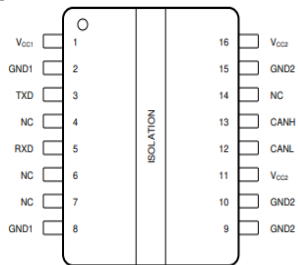 VCC1 1 16 VCC2
GND1 2 15 GND2
TXD 3 14 NC
NC 4 13 CANH
RXD 5 12 CANL
NC 6 11 VCC2
NC 7 10 GND2
GND1 8 9 GND2
ISOLATION